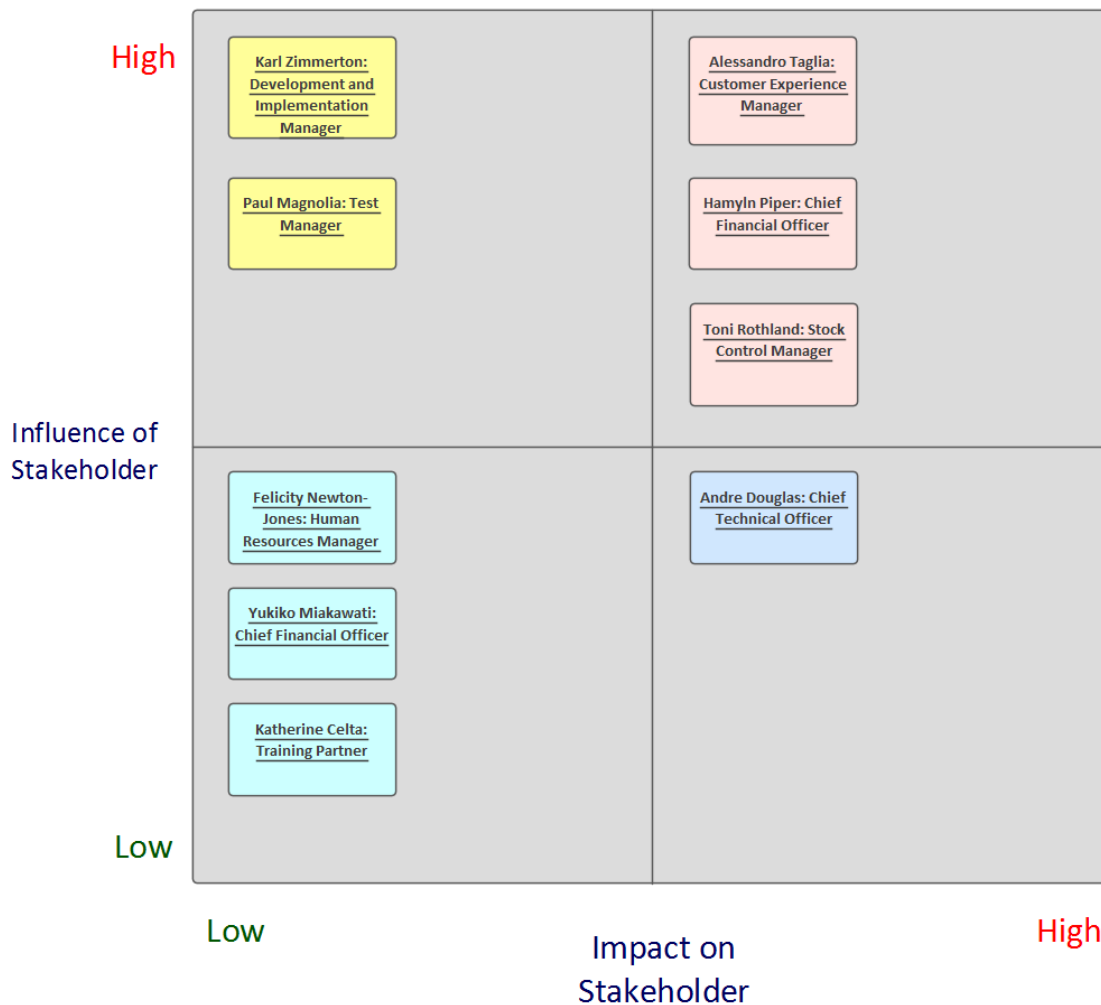 High
Karl Zimmerton:
Development and
Implementation
Manager
Alessandro Taglia:
Customer Experience
Manager
Paul Magnolia: Test
Manager
Hamyln Piper: Chief
Financial Officer
Toni Rothland: Stock
Control Manager
Influence of
Stakeholder
Felicity Newton-
Jones: Human
Resources Manager
Andre Douglas: Chief
Technical Officer
Yukiko Miakawati:
Chief Financial Officer
Katherine Celta:
Training Partner
Low
Low
Impact on
Stakeholder
High